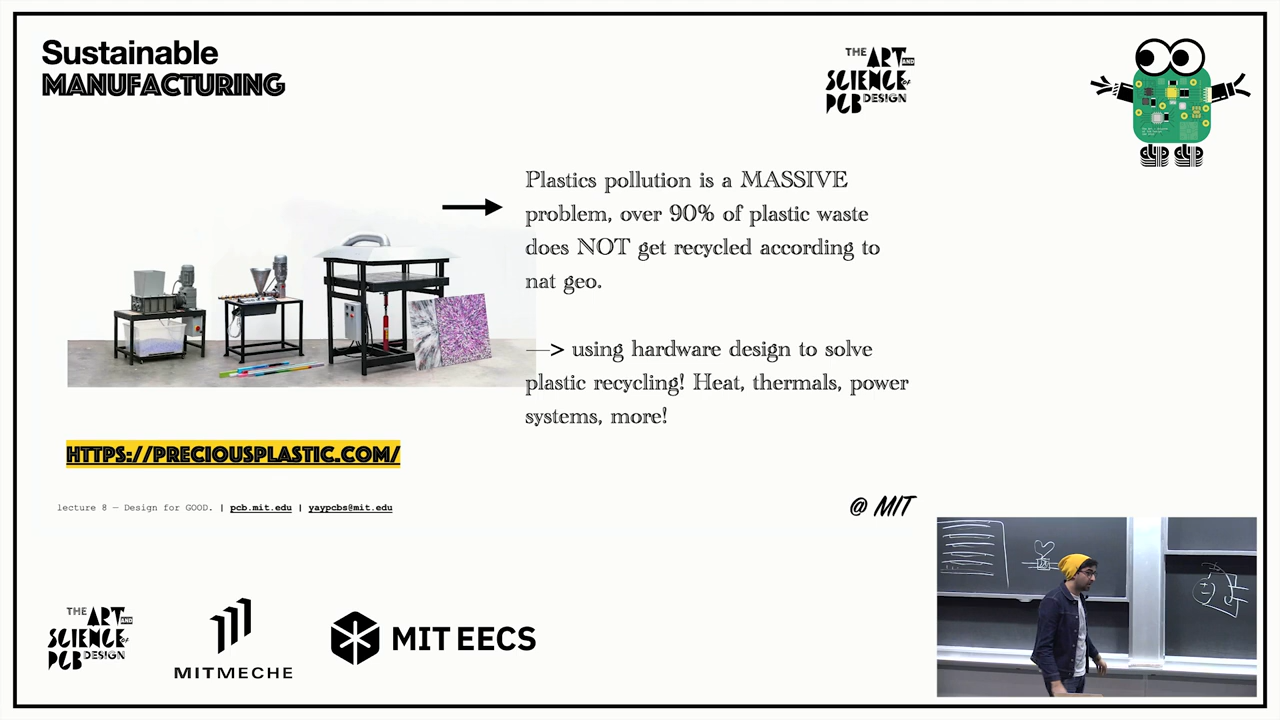 Sustainable
MANUFACTURING
THE ART AND
SCIENCE OF
PCB DESIGN
Plastics pollution is a MASSIVE
problem, over 90% of plastic waste
does NOT get recycled according to
nat geo.
—> using hardware design to solve
plastic recycling! Heat, thermals, power
systems, more!
HTTPS://PRECIOUSPLASTIC.COM/
lecture 8 — Design for GOOD. | pcb.mit.edu | yaypcbs@mit.edu
@ MIT
THE ART AND
SCIENCE OF
PCB DESIGN
MITMECHE
MIT EECS